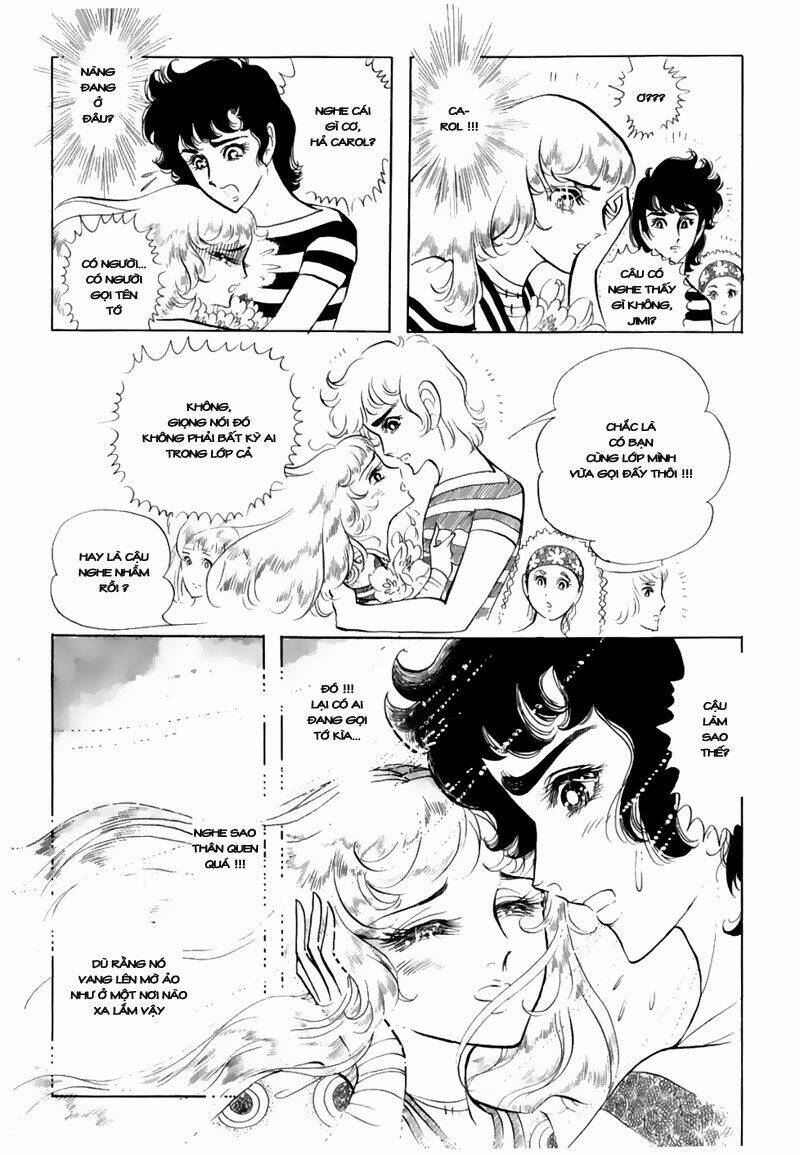 NÀNG
ĐANG
Ở
ĐÂU?
NGHE CÁI
GÌ CƠ,
HẢ CAROL?
CÓ NGƯỜI...
CÓ NGƯỜI
GỌI TÊN
TỚ
CA-
ROL !!!
Ơ???
CÂU CÓ
NGHE THẤY
GÌ KHÔNG,
JIMI?
KHÔNG,
GIỌNG NÓI ĐÓ
KHÔNG PHẢI BẤT KỲ AI
TRONG LỚP CẢ
CHẮC LÀ
CÓ BẠN
CÙNG LỚP MÌNH
VỪA GỌI ĐẤY THÔI !!!
HAY LÀ CẬU
NGHE NHẦM
RỒI ?
ĐÓ !!!
LẠI CÓ AI
ĐANG GỌI
TỚ KÌA...
CẬU
LÀM
SAO
THẾ?
NGHE SAO
THÂN QUEN
QUÁ !!!
DÙ RẰNG NÓ
VANG LÊN MỜ ẢO
NHƯ Ở MỘT NƠI NÀO
XA LẮM VẬY